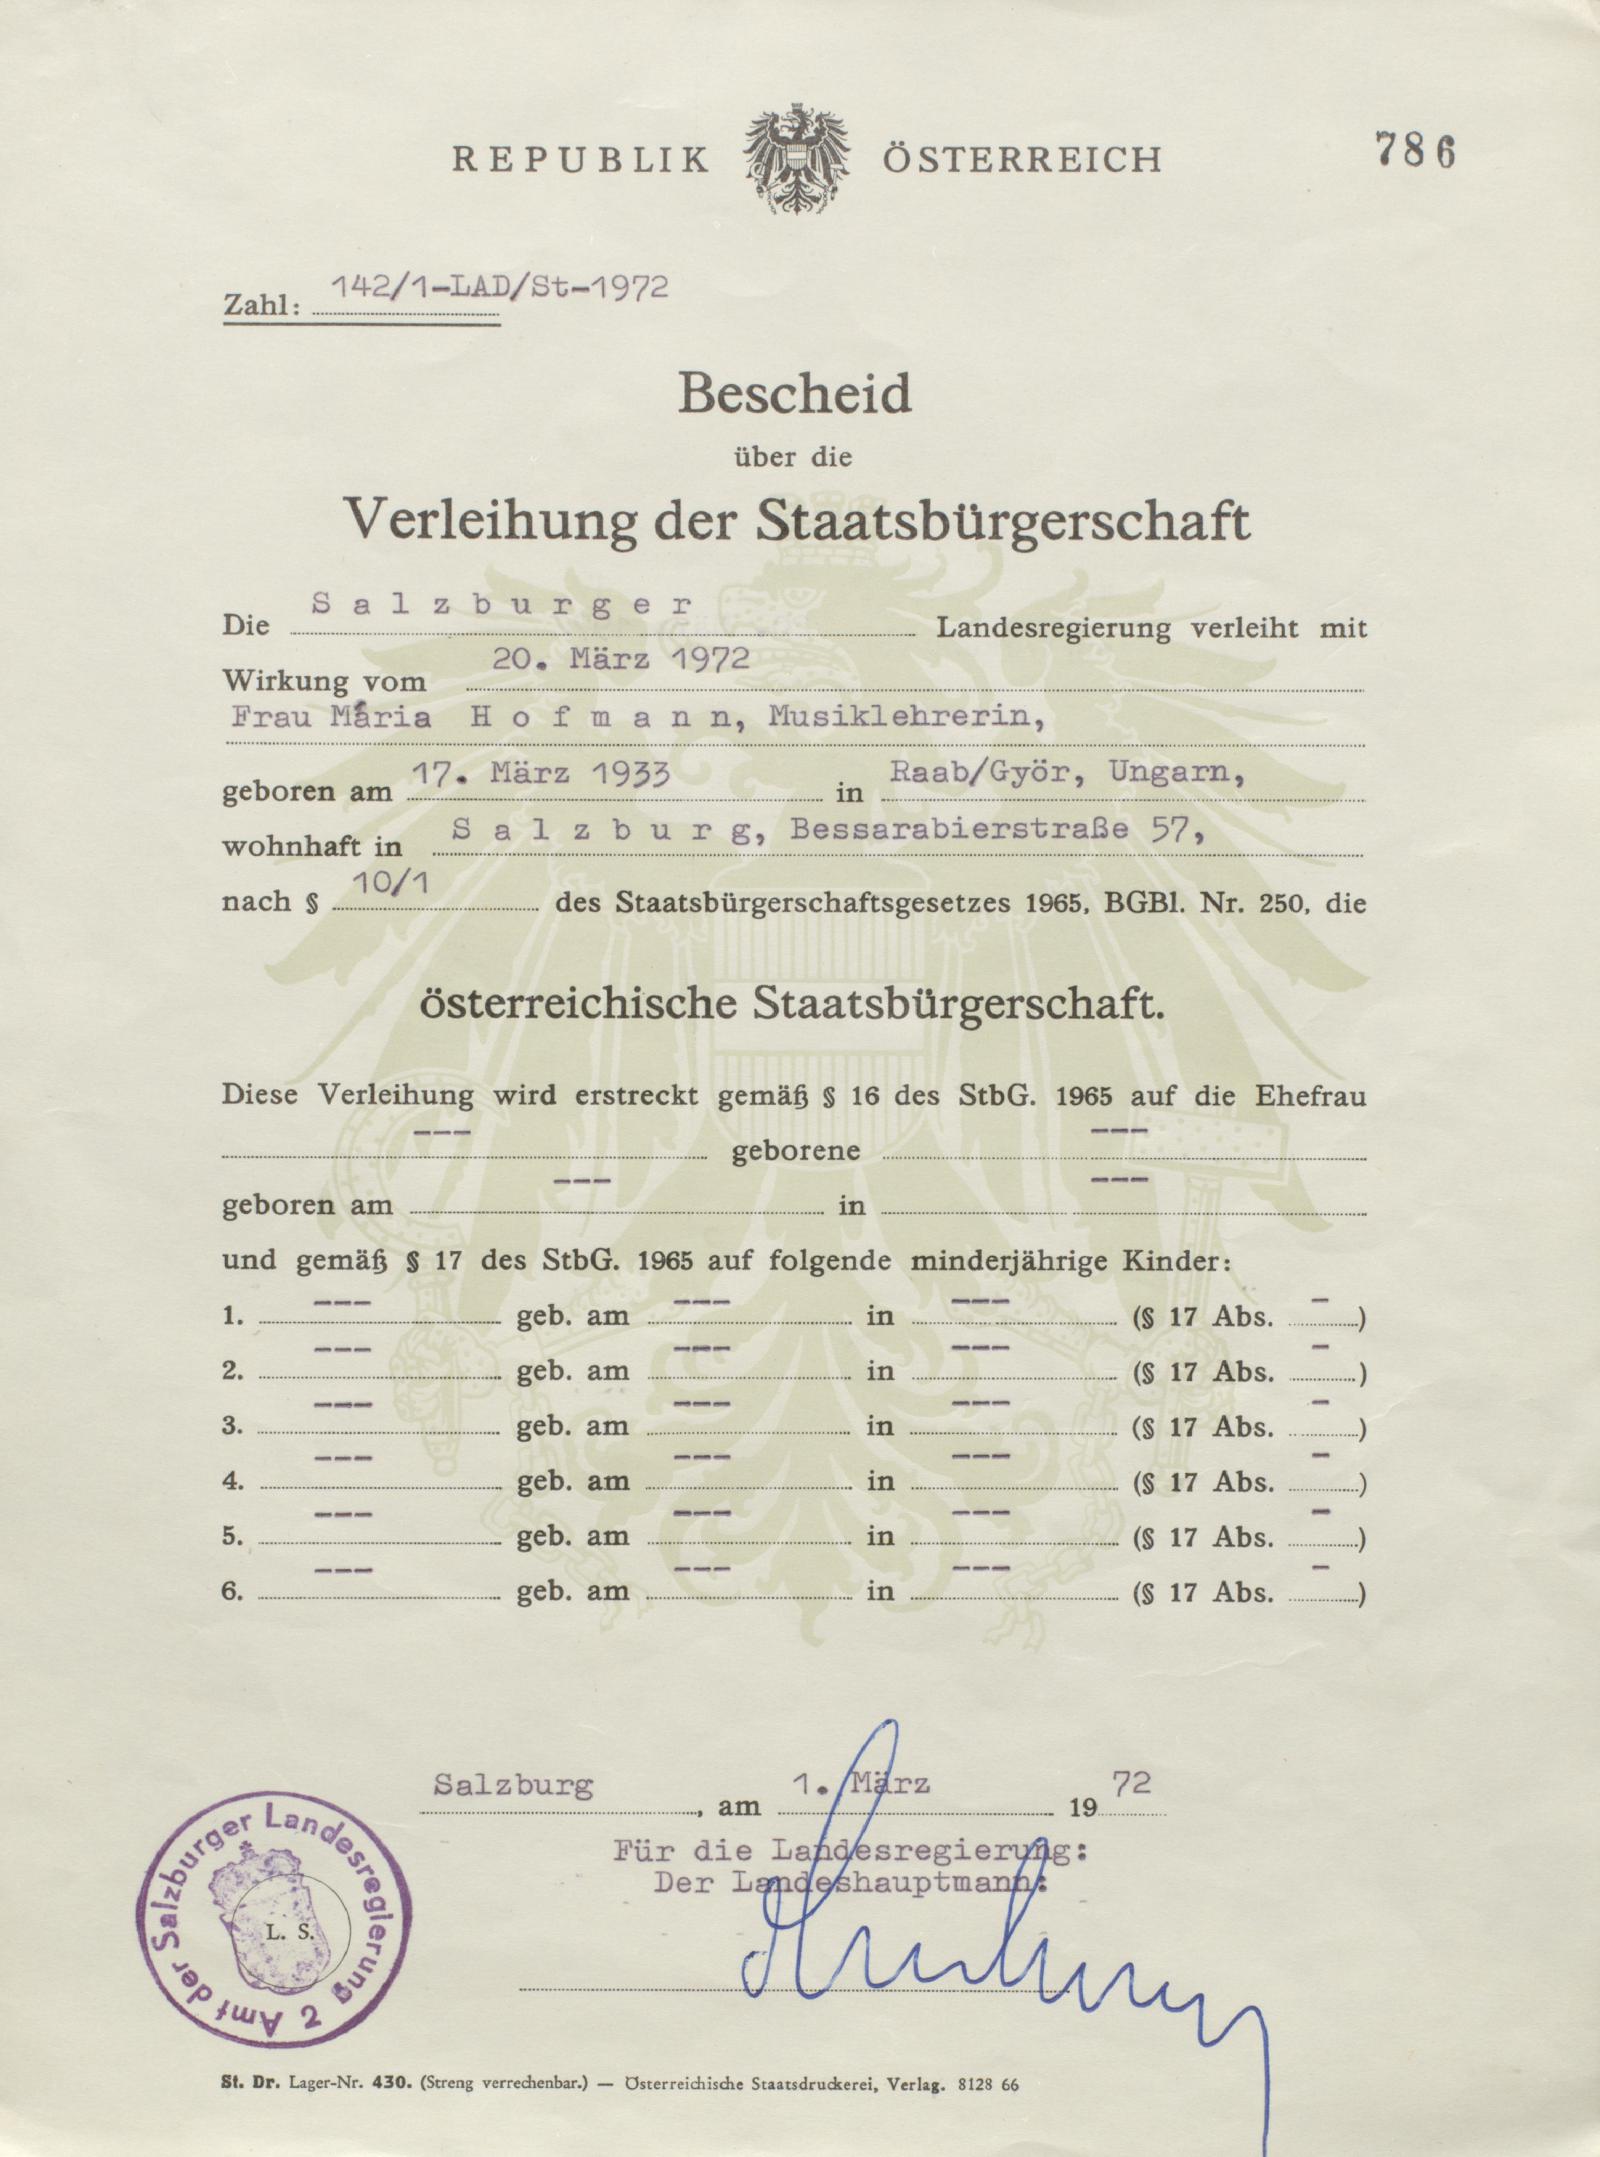 REPUBLIK ÖSTERREICH 786
Zahl: 142/1-LAD/St-1972
Bescheid
über die
Verleihung der Staatsbürgerschaft
Die Salzburger Landesregierung verleiht mit
Wirkung vom 20. März 1972
Frau Mária Hofmann, Musiklehrerin,
geboren am 17. März 1933 in Raab/Györ, Ungarn,
wohnhaft in Salzburg, Bessarabierstraße 57,
nach § 10/1 des Staatsbürgerschaftsgesetzes 1965, BGBl. Nr. 250, die
österreichische Staatsbürgerschaft.
Diese Verleihung wird erstreckt gemäß § 16 des StbG. 1965 auf die Ehefrau
--- geborene ---
geboren am --- in ---
und gemäß § 17 des StbG. 1965 auf folgende minderjährige Kinder:
1. --- geb. am --- in --- (§ 17 Abs. - )
2. --- geb. am --- in --- (§ 17 Abs. - )
3. --- geb. am --- in --- (§ 17 Abs. - )
4. --- geb. am --- in --- (§ 17 Abs. - )
5. --- geb. am --- in --- (§ 17 Abs. - )
6. --- geb. am --- in --- (§ 17 Abs. - )
Salzburg, am 1. März 1972
Für die Landesregierung:
Der Landeshauptmann:
Amt der Salzburger Landesregierung 2
L. S.
St. Dr. Lager-Nr. 430. (Streng verrechenbar.) — Österreichische Staatsdruckerei, Verlag. 8128 66